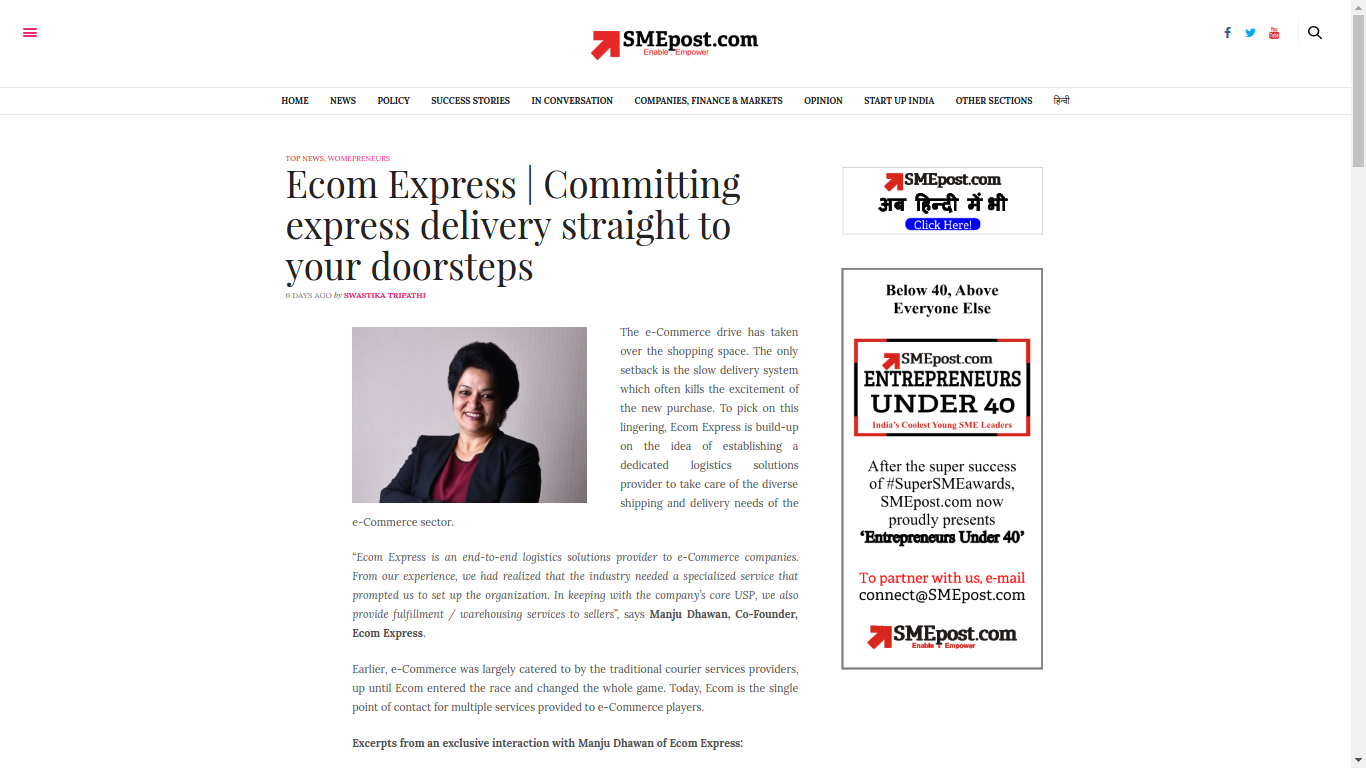 SMEpost.com
Enable Empower
HOME NEWS POLICY SUCCESS STORIES IN CONVERSATION COMPANIES, FINANCE & MARKETS OPINION START UP INDIA OTHER SECTIONS हिन्दी
TOP NEWS, WOMEPRENEURS
Ecom Express | Committing
express delivery straight to
your doorsteps
6 DAYS AGO by SWASTIKA TRIPATHI
The e-Commerce drive has taken
over the shopping space. The only
setback is the slow delivery system
which often kills the excitement of
the new purchase. To pick on this
lingering, Ecom Express is build-up
on the idea of establishing a
dedicated logistics solutions
provider to take care of the diverse
shipping and delivery needs of the
e-Commerce sector.
“Ecom Express is an end-to-end logistics solutions provider to e-Commerce companies.
From our experience, we had realized that the industry needed a specialized service that
prompted us to set up the organization. In keeping with the company’s core USP, we also
provide fulfillment / warehousing services to sellers”, says Manju Dhawan, Co-Founder,
Ecom Express.
Earlier, e-Commerce was largely catered to by the traditional courier services providers,
up until Ecom entered the race and changed the whole game. Today, Ecom is the single
point of contact for multiple services provided to e-Commerce players.
Excerpts from an exclusive interaction with Manju Dhawan of Ecom Express:
SMEpost.com
अब हिन्दी में भी
Click Here!
Below 40, Above
Everyone Else
SMEpost.com
ENTREPRENEURS
UNDER 40
India's Coolest Young SME Leaders
After the super success
of #SuperSMEawards,
SMEpost.com now
proudly presents
‘Entrepreneurs Under 40’
To partner with us, e-mail
connect@SMEpost.com
SMEpost.com
Enable Empower